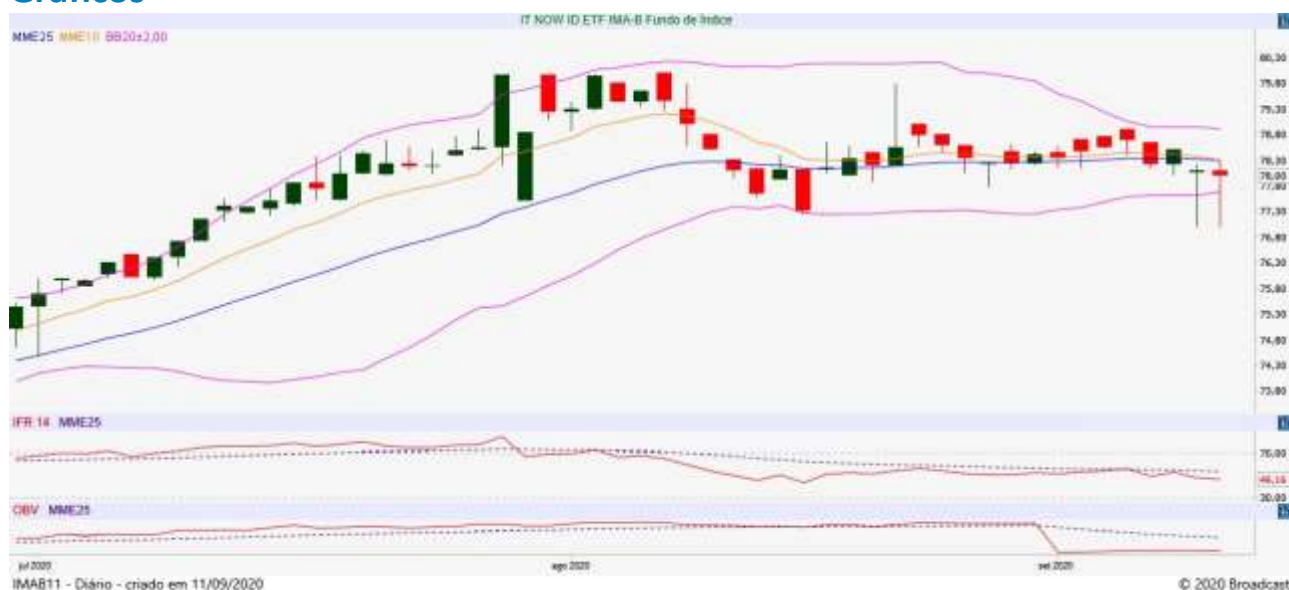 Gráficos
IT NOW ID ETF IMA-B Fundo de Índice
MME25 MME10 BB20±2,00
80,30
79,80
79,30
78,80
78,30
78,00
77,80
77,30
76,80
76,30
75,80
75,30
74,80
74,30
73,80
IFR 14 MME25
70,00
46,16
30,00
OBV MME25
jul 2020
ago 2020
set 2020
IMAB11 - Diário - criado em 11/09/2020
© 2020 Broadcast